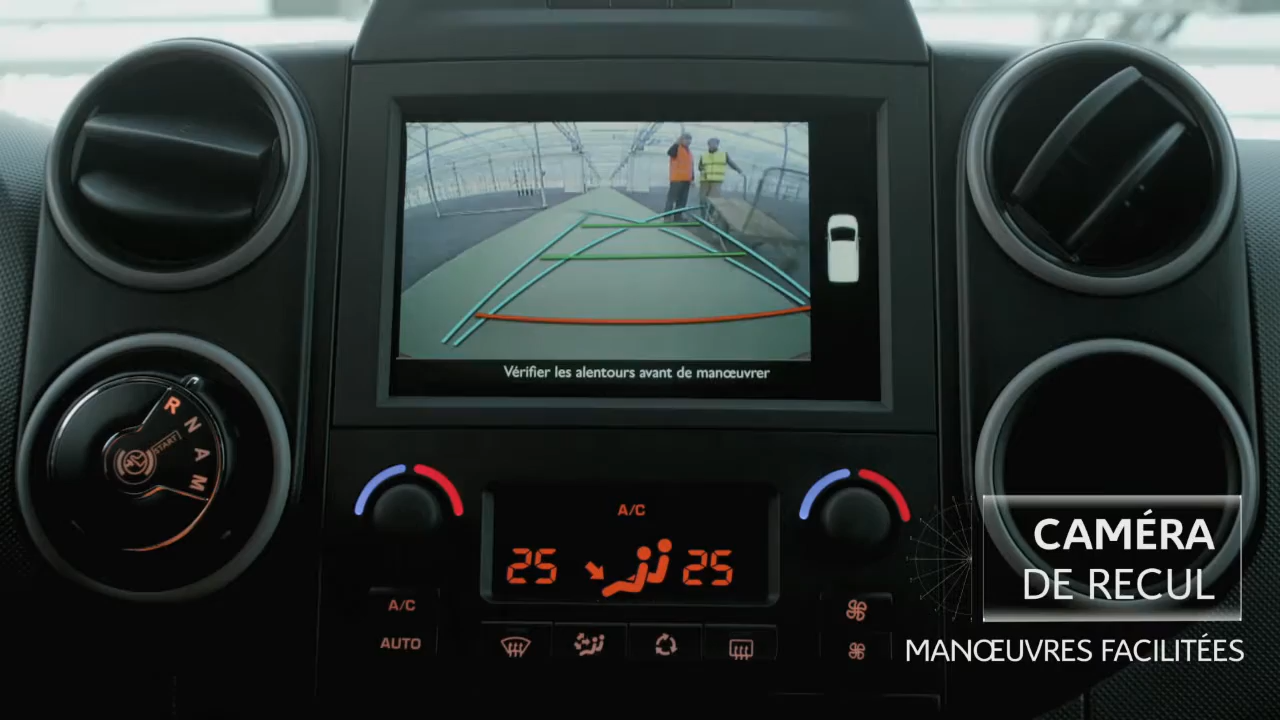 Vérifier les alentours avant de manœuvrer
R
N
A
M
START
A/C
25
25
A/C
AUTO
CAMÉRA
DE RECUL
MANŒUVRES FACILITÉES